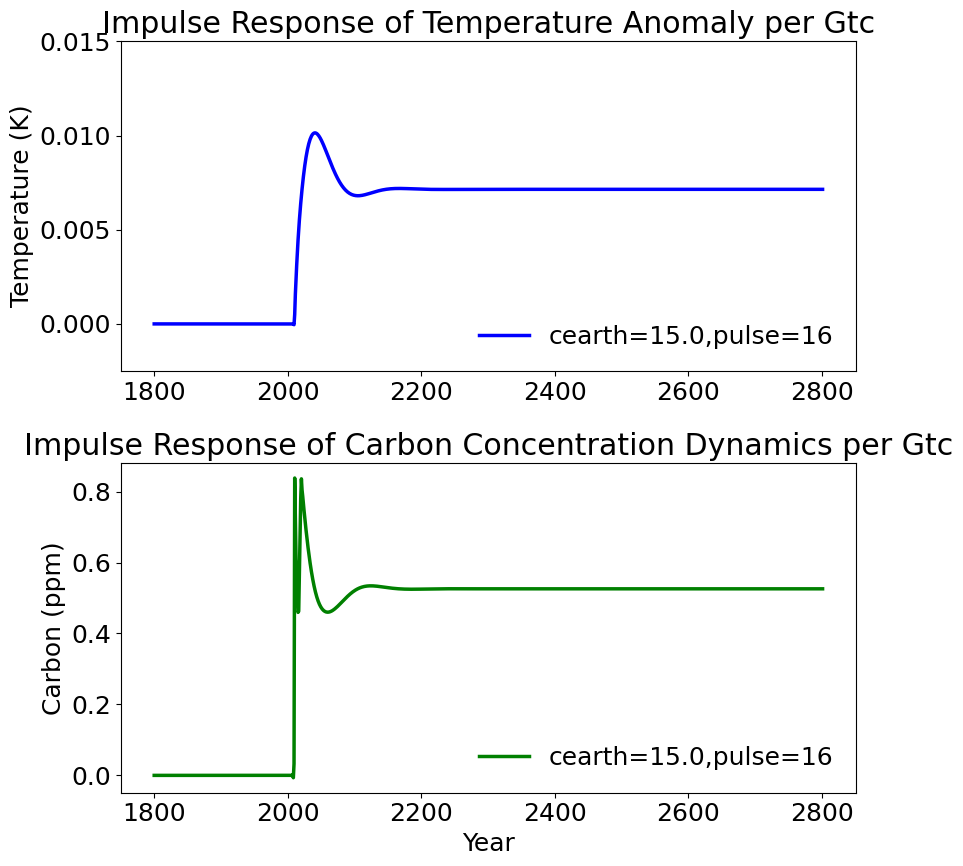 Impulse Response of Temperature Anomaly per Gtc
0.015
0.010
0.005
0.000
Temperature (K)
cearth=15.0,pulse=16
1800 2000 2200 2400 2600 2800
Impulse Response of Carbon Concentration Dynamics per Gtc
0.8
0.6
0.4
0.2
0.0
Carbon (ppm)
cearth=15.0,pulse=16
1800 2000 2200 2400 2600 2800
Year